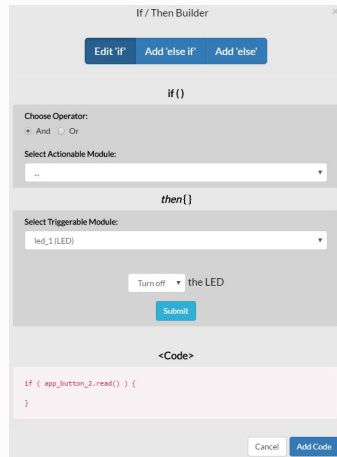 If / Then Builder
×
Edit 'if' Add 'else if' Add 'else'
if ( )
Choose Operator:
And Or
Select Actionable Module:
...
then { }
Select Triggerable Module:
led_1 (LED)
Turn off the LED
Submit
<Code>
if ( app_button_2.read() ) {
}
Cancel Add Code